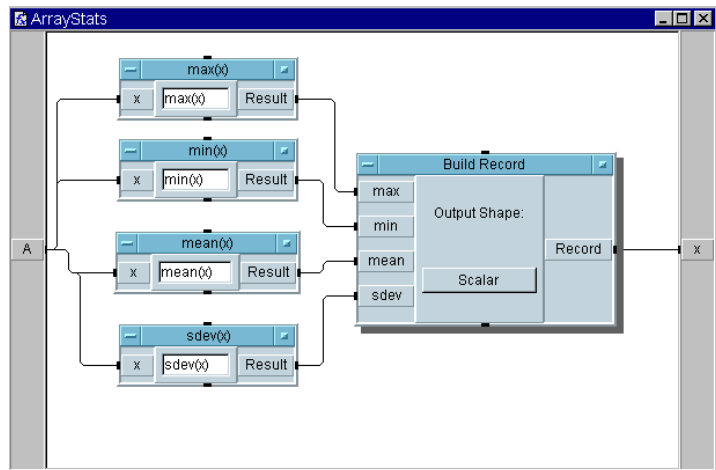 ArrayStats
max(x)
x max(x) Result
min(x)
x min(x) Result
A
mean(x)
x mean(x) Result
sdev(x)
x sdev(x) Result
Build Record
max
min
mean
sdev
Output Shape:
Scalar
Record
x